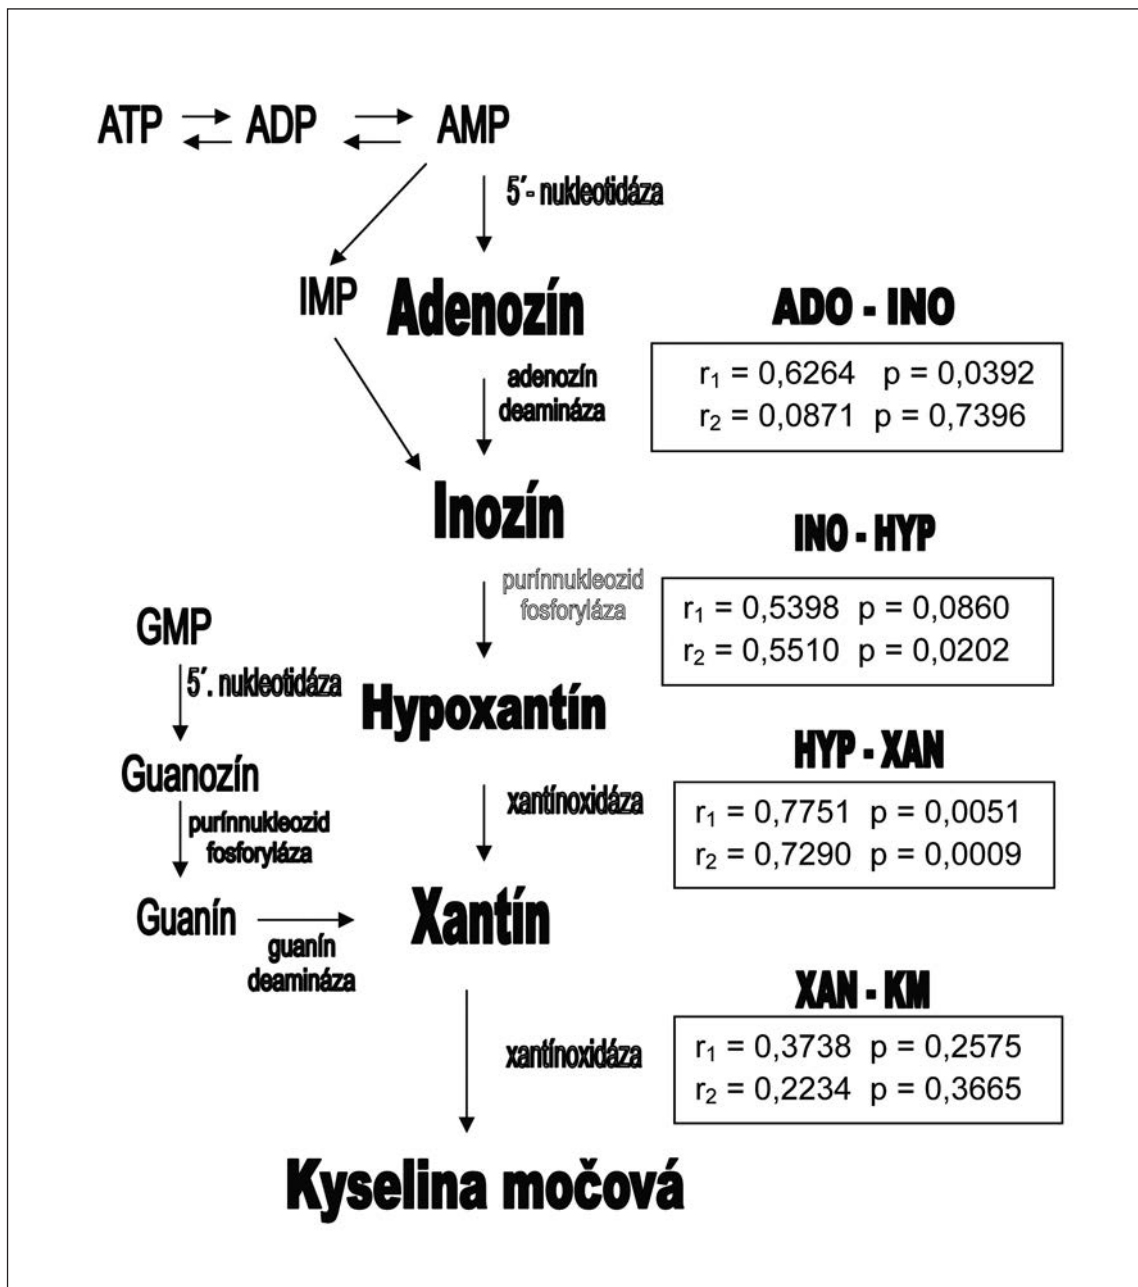 ATP ADP AMP
5´- nukleotidáza
IMP Adenozín
adenozín
deamináza
Inozín
purínnukleozid
fosforyláza
GMP
5´. nukleotidáza
Hypoxantín
Guanozín
xantínoxidáza
purínnukleozid
fosforyláza
Guanín Xantín
guanín
deamináza
xantínoxidáza
Kyselina močová
ADO - INO
r₁ = 0,6264 p = 0,0392
r₂ = 0,0871 p = 0,7396
INO - HYP
r₁ = 0,5398 p = 0,0860
r₂ = 0,5510 p = 0,0202
HYP - XAN
r₁ = 0,7751 p = 0,0051
r₂ = 0,7290 p = 0,0009
XAN - KM
r₁ = 0,3738 p = 0,2575
r₂ = 0,2234 p = 0,3665